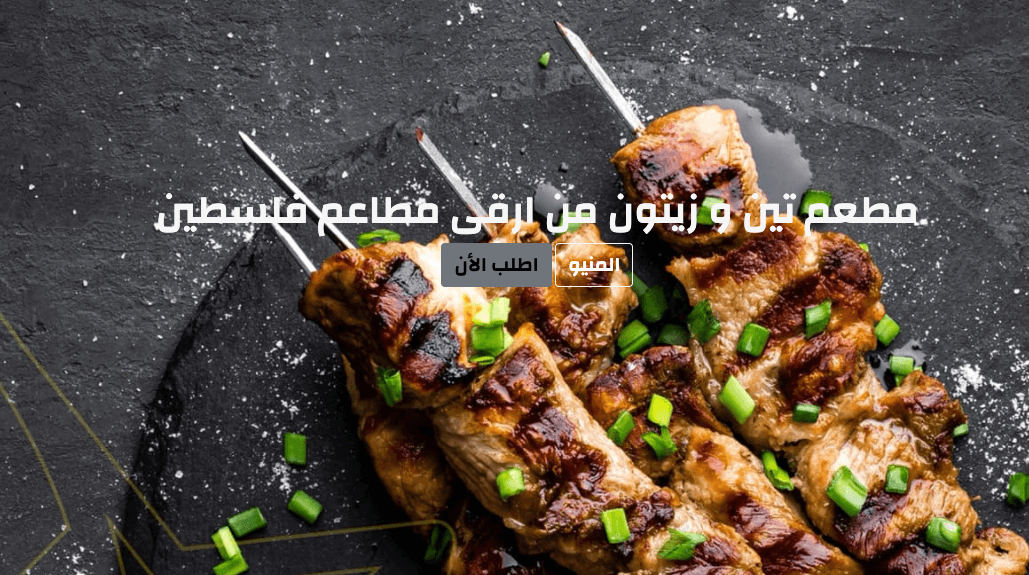 مطعم تين و زيتون من ارقى مطاعم فلسطين
المنيو اطلب الأن